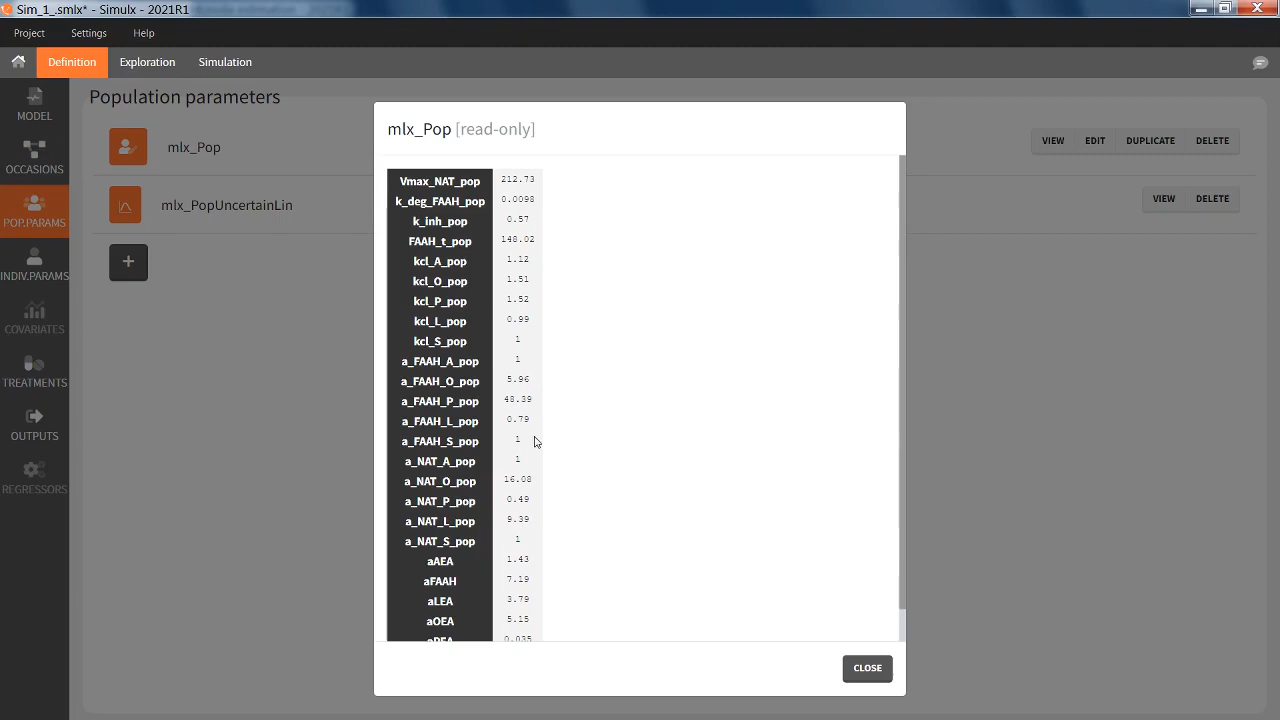 Sim_1_.smlx* - Simulx - 2021R1
Project Settings Help
Definition Exploration Simulation
MODEL
OCCASIONS
POP.PARAMS
INDIV.PARAMS
COVARIATES
TREATMENTS
OUTPUTS
REGRESSORS
Population parameters
mlx_Pop VIEW EDIT DUPLICATE DELETE
mlx_PopUncertainLin VIEW DELETE
+
mlx_Pop [read-only]
Vmax_NAT_pop 212.73
k_deg_FAAH_pop 0.0098
k_inh_pop 0.57
FAAH_t_pop 148.02
kcl_A_pop 1.12
kcl_O_pop 1.51
kcl_P_pop 1.52
kcl_L_pop 0.99
kcl_S_pop 1
a_FAAH_A_pop 1
a_FAAH_O_pop 5.96
a_FAAH_P_pop 48.39
a_FAAH_L_pop 0.79
a_FAAH_S_pop 1
a_NAT_A_pop 1
a_NAT_O_pop 16.08
a_NAT_P_pop 0.49
a_NAT_L_pop 9.39
a_NAT_S_pop 1
aAEA 1.43
aFAAH 7.19
aLEA 3.79
aOEA 5.15
aPEA 0.035
CLOSE